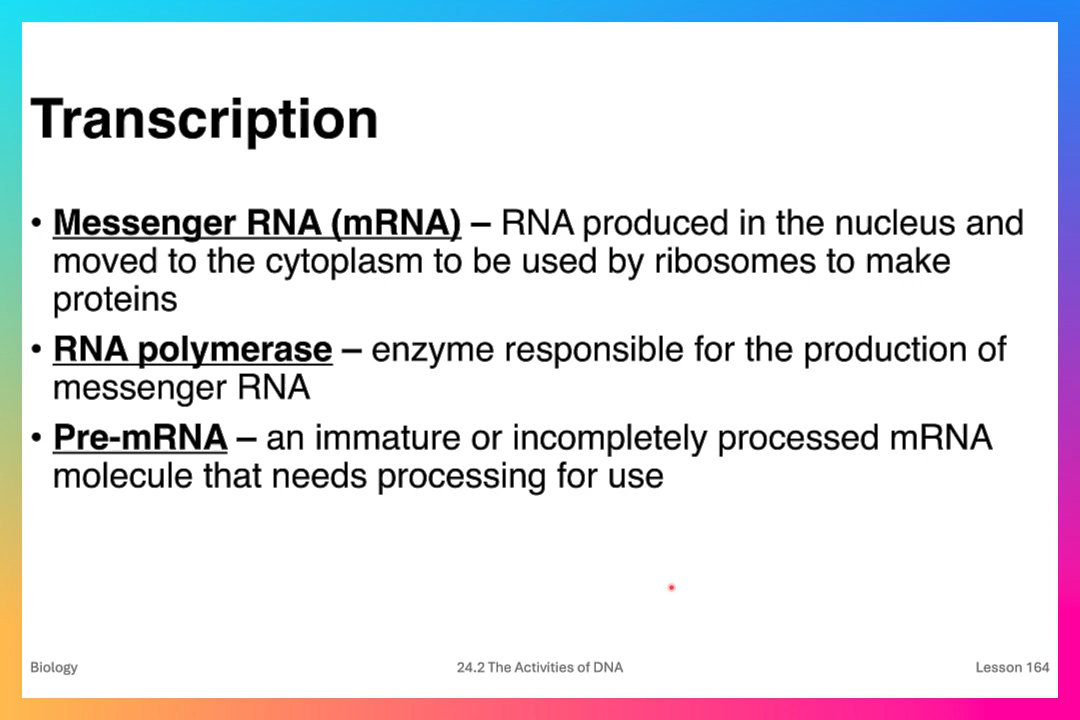 Transcription
• Messenger RNA (mRNA) – RNA produced in the nucleus and
moved to the cytoplasm to be used by ribosomes to make
proteins
• RNA polymerase – enzyme responsible for the production of
messenger RNA
• Pre-mRNA – an immature or incompletely processed mRNA
molecule that needs processing for use
Biology
24.2 The Activities of DNA
Lesson 164